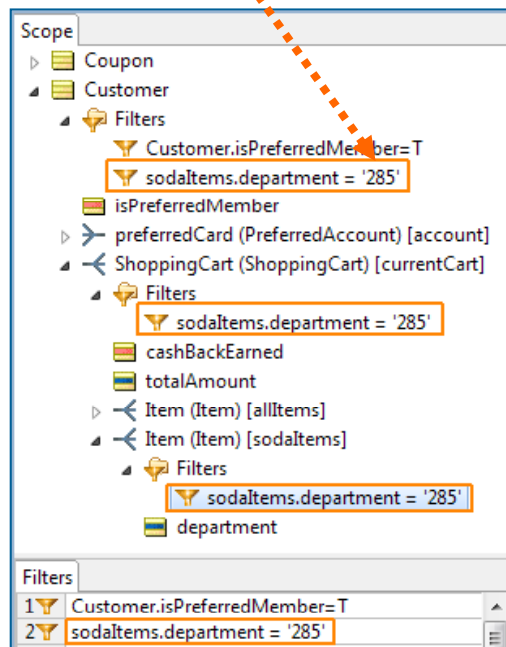 Scope
Coupon
Customer
Filters
Customer.isPreferredMember=T
sodaItems.department = '285'
isPreferredMember
preferredCard (PreferredAccount) [account]
ShoppingCart (ShoppingCart) [currentCart]
Filters
sodaItems.department = '285'
cashBackEarned
totalAmount
Item (Item) [allItems]
Item (Item) [sodaItems]
Filters
sodaItems.department = '285'
department
Filters
1 Customer.isPreferredMember=T
2 sodaItems.department = '285'